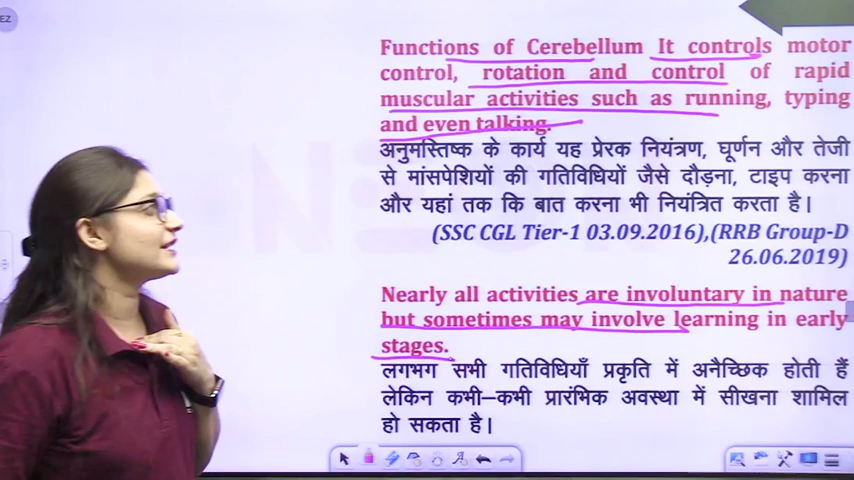 EZ
Functions of Cerebellum It controls motor
control, rotation and control of rapid
muscular activities such as running, typing
and even talking.
अनुमस्तिष्क के कार्य यह प्रेरक नियंत्रण, घूर्णन और तेजी
से मांसपेशियों की गतिविधियों जैसे दौड़ना, टाइप करना
और यहां तक कि बात करना भी नियंत्रित करता है।
(SSC CGL Tier-1 03.09.2016),(RRB Group-D
26.06.2019)
Nearly all activities are involuntary in nature
but sometimes may involve learning in early
stages.
लगभग सभी गतिविधियाँ प्रकृति में अनैच्छिक होती हैं
लेकिन कभी–कभी प्रारंभिक अवस्था में सीखना शामिल
हो सकता है।